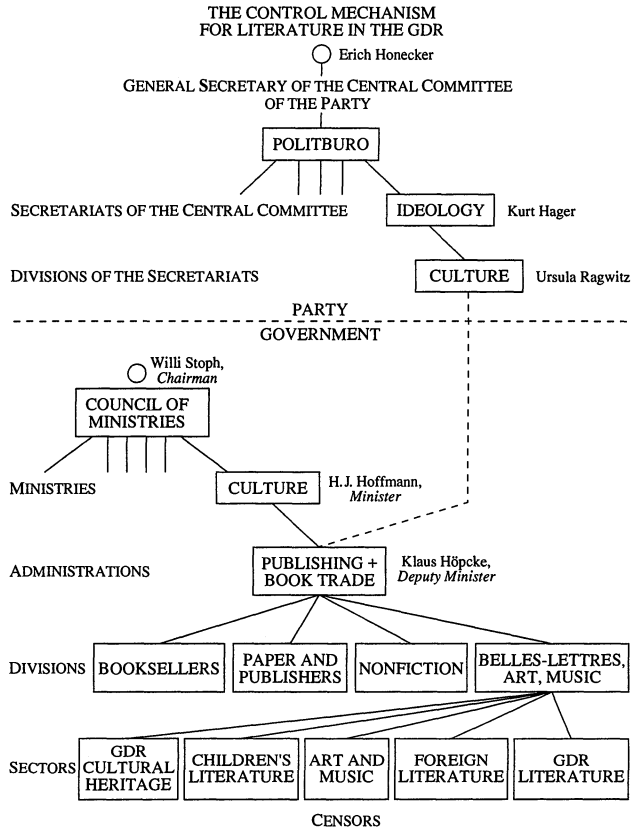 THE CONTROL MECHANISM
FOR LITERATURE IN THE GDR
Erich Honecker
GENERAL SECRETARY OF THE CENTRAL COMMITTEE
OF THE PARTY
POLITBURO
SECRETARIATS OF THE CENTRAL COMMITTEE
IDEOLOGY
Kurt Hager
DIVISIONS OF THE SECRETARIATS
CULTURE
Ursula Ragwitz
PARTY
GOVERNMENT
Willi Stoph,
Chairman
COUNCIL OF
MINISTRIES
MINISTRIES
CULTURE
H.J. Hoffmann,
Minister
ADMINISTRATIONS
PUBLISHING +
BOOK TRADE
Klaus Höpcke,
Deputy Minister
DIVISIONS
BOOKSELLERS
PAPER AND
PUBLISHERS
NONFICTION
BELLES-LETTRES,
ART, MUSIC
SECTORS
GDR
CULTURAL
HERITAGE
CHILDREN'S
LITERATURE
ART AND
MUSIC
FOREIGN
LITERATURE
GDR
LITERATURE
CENSORS